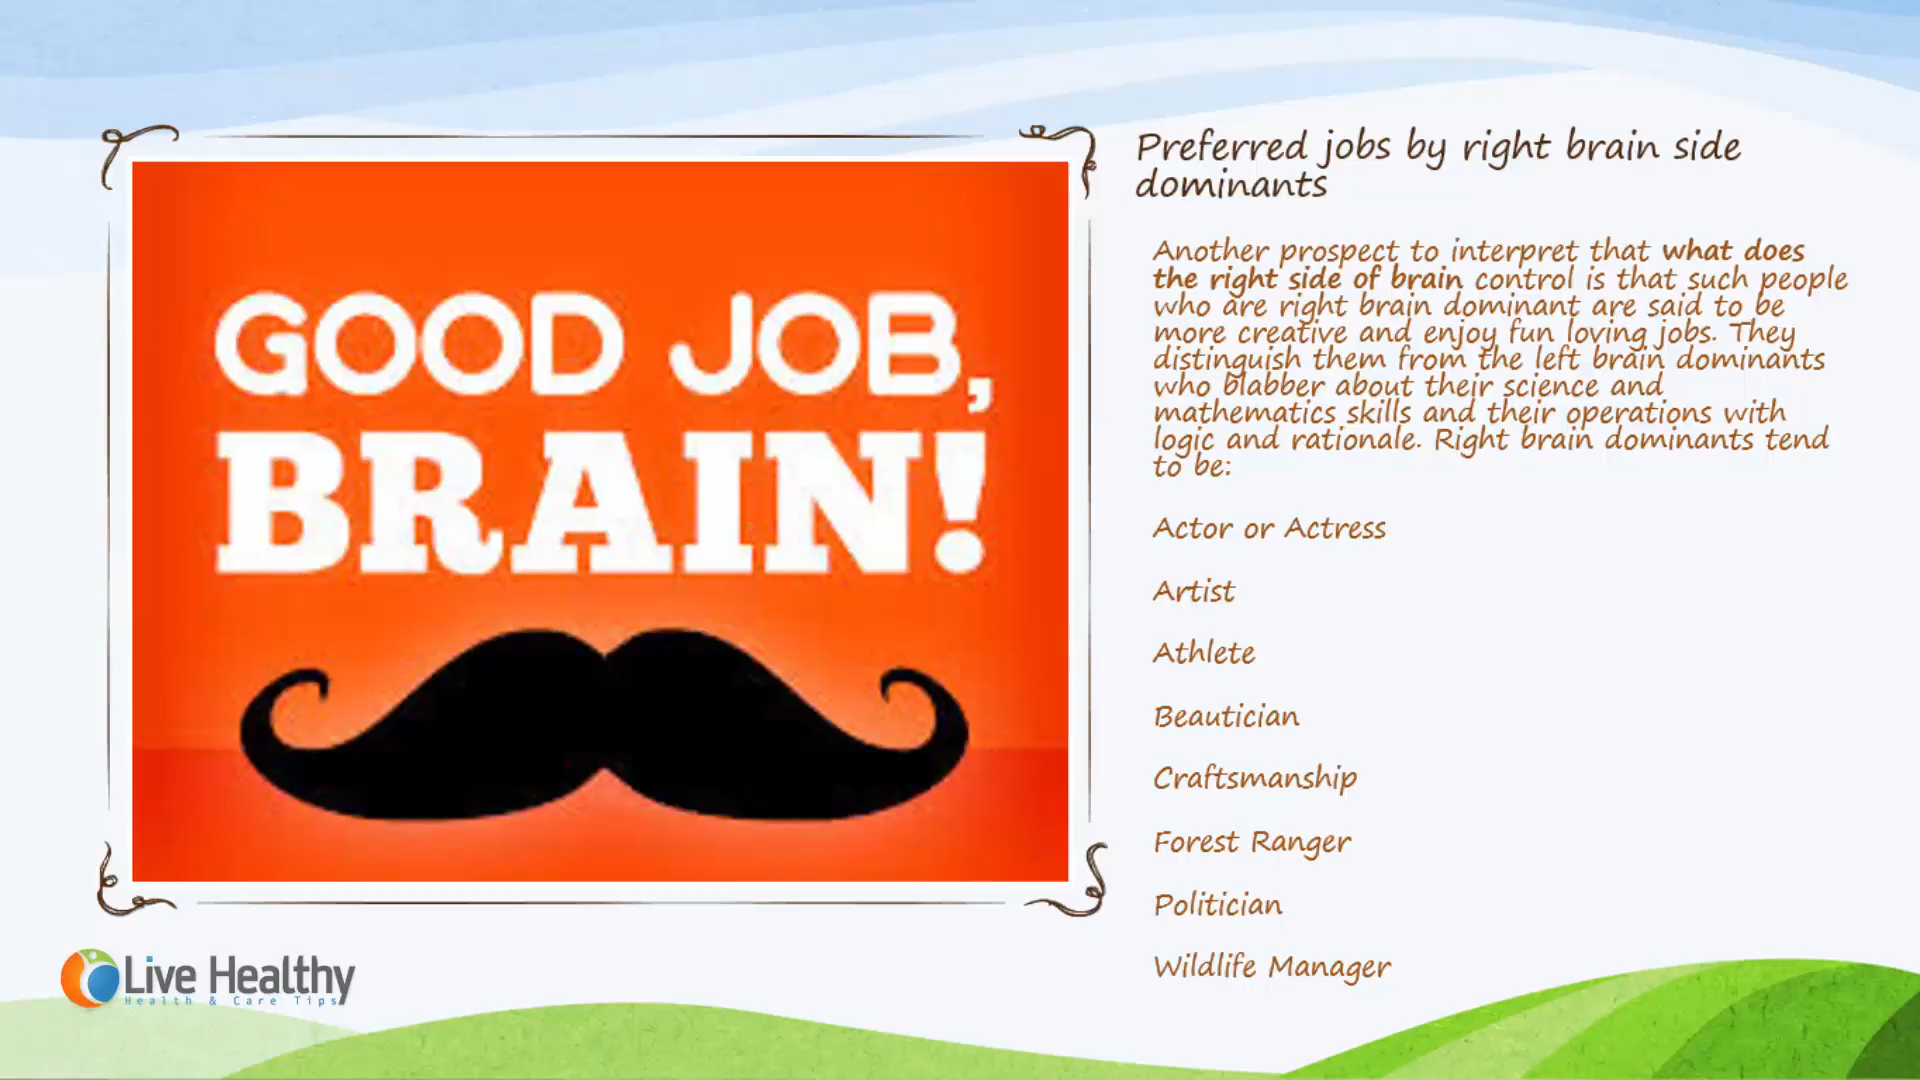 GOOD JOB,
BRAIN!
Preferred jobs by right brain side
dominants
Another prospect to interpret that what does
the right side of brain control is that such people
who are right brain dominant are said to be
more creative and enjoy fun loving jobs. They
distinguish them from the left brain dominants
who blabber about their science and
mathematics skills and their operations with
logic and rationale. Right brain dominants tend
to be:
Actor or Actress
Artist
Athlete
Beautician
Craftsmanship
Forest Ranger
Politician
Wildlife Manager
Live Healthy
Health & Care Tips